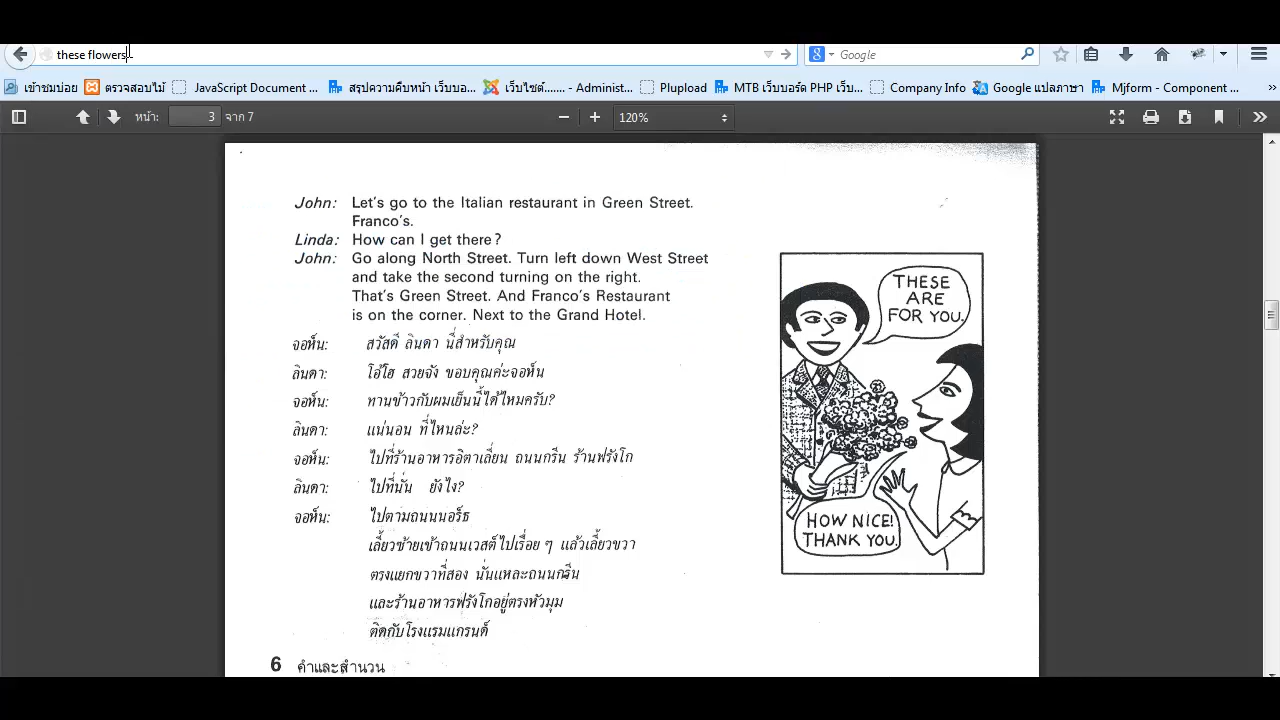 these flowers
Google
เข้าชมบ่อย
ตรวจสอบไม้
JavaScript Document ...
สรุปความคืบหน้า เว็บบอ...
เว็บไซต์....... - Administ...
Plupload
MTB เว็บบอร์ด PHP เว็บ...
Company Info
Google แปลภาษา
Mjform - Component ...
หน้า:
3
จาก 7
120%
John: Let's go to the Italian restaurant in Green Street.
Franco's.
Linda: How can I get there?
John: Go along North Street. Turn left down West Street
and take the second turning on the right.
That's Green Street. And Franco's Restaurant
is on the corner. Next to the Grand Hotel.
จอห์น: สวัสดี ลินดา นี่สำหรับคุณ
ลินดา: โอ้โฮ สวยจัง ขอบคุณค่ะจอห์น
จอห์น: ทานข้าวกับผมเย็นนี้ได้ไหมครับ?
ลินดา: แน่นอน ที่ไหนล่ะ?
จอห์น: ไปที่ร้านอาหารอิตาเลี่ยน ถนนกรีน ร้านฟรังโก
ลินดา: ไปที่นั่น ยังไง?
จอห์น: ไปตามถนนนอร์ธ
เลี้ยวซ้ายเข้าถนนเวสต์ไปเรื่อย ๆ แล้วเลี้ยวขวา
ตรงแยกขวาที่สอง นั่นแหละถนนกรีน
และร้านอาหารฟรังโกอยู่ตรงหัวมุม
ติดกับโรงแรมแกรนด์
THESE
ARE
FOR YOU.
HOW NICE!
THANK YOU.
6 คำและสำนวน